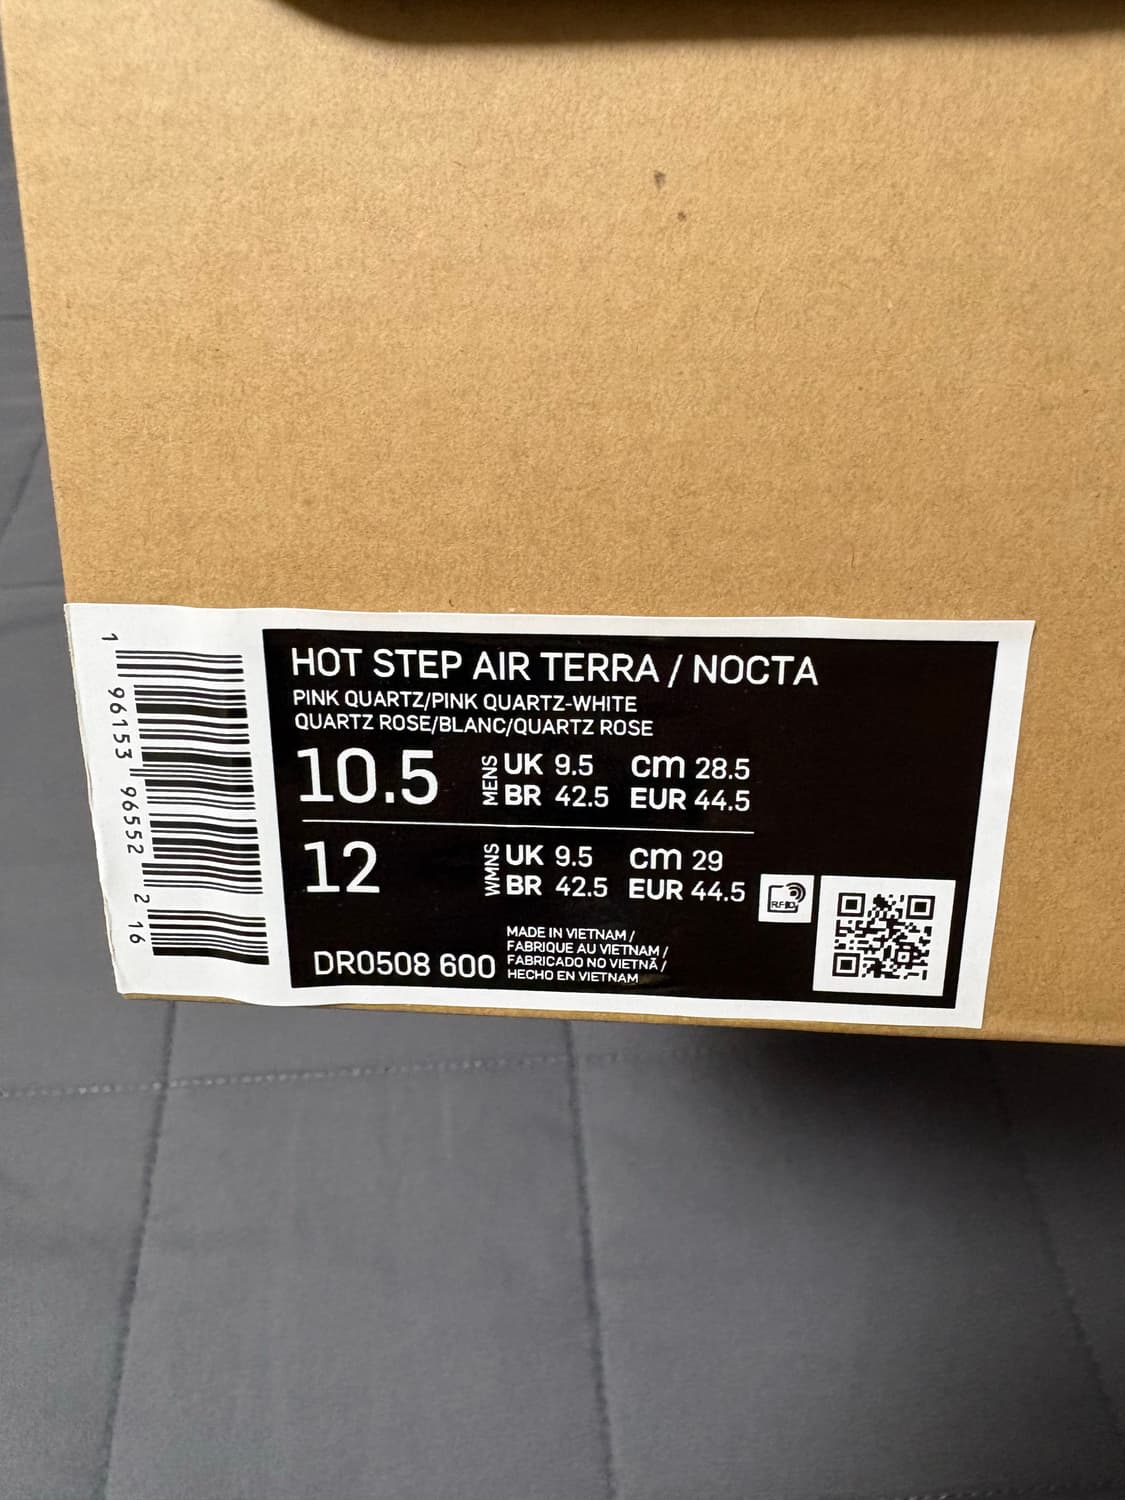 HOT STEP AIR TERRA / NOCTA
PINK QUARTZ/PINK QUARTZ-WHITE
QUARTZ ROSE/BLANC/QUARTZ ROSE
10.5 MENS UK 9.5 cm 28.5
BR 42.5 EUR 44.5
12 WMNS UK 9.5 cm 29
BR 42.5 EUR 44.5
RFID
DR0508 600
MADE IN VIETNAM /
FABRIQUE AU VIETNAM /
FABRICADO NO VIETNÃ /
HECHO EN VIETNAM
1 96153 96552 2 16